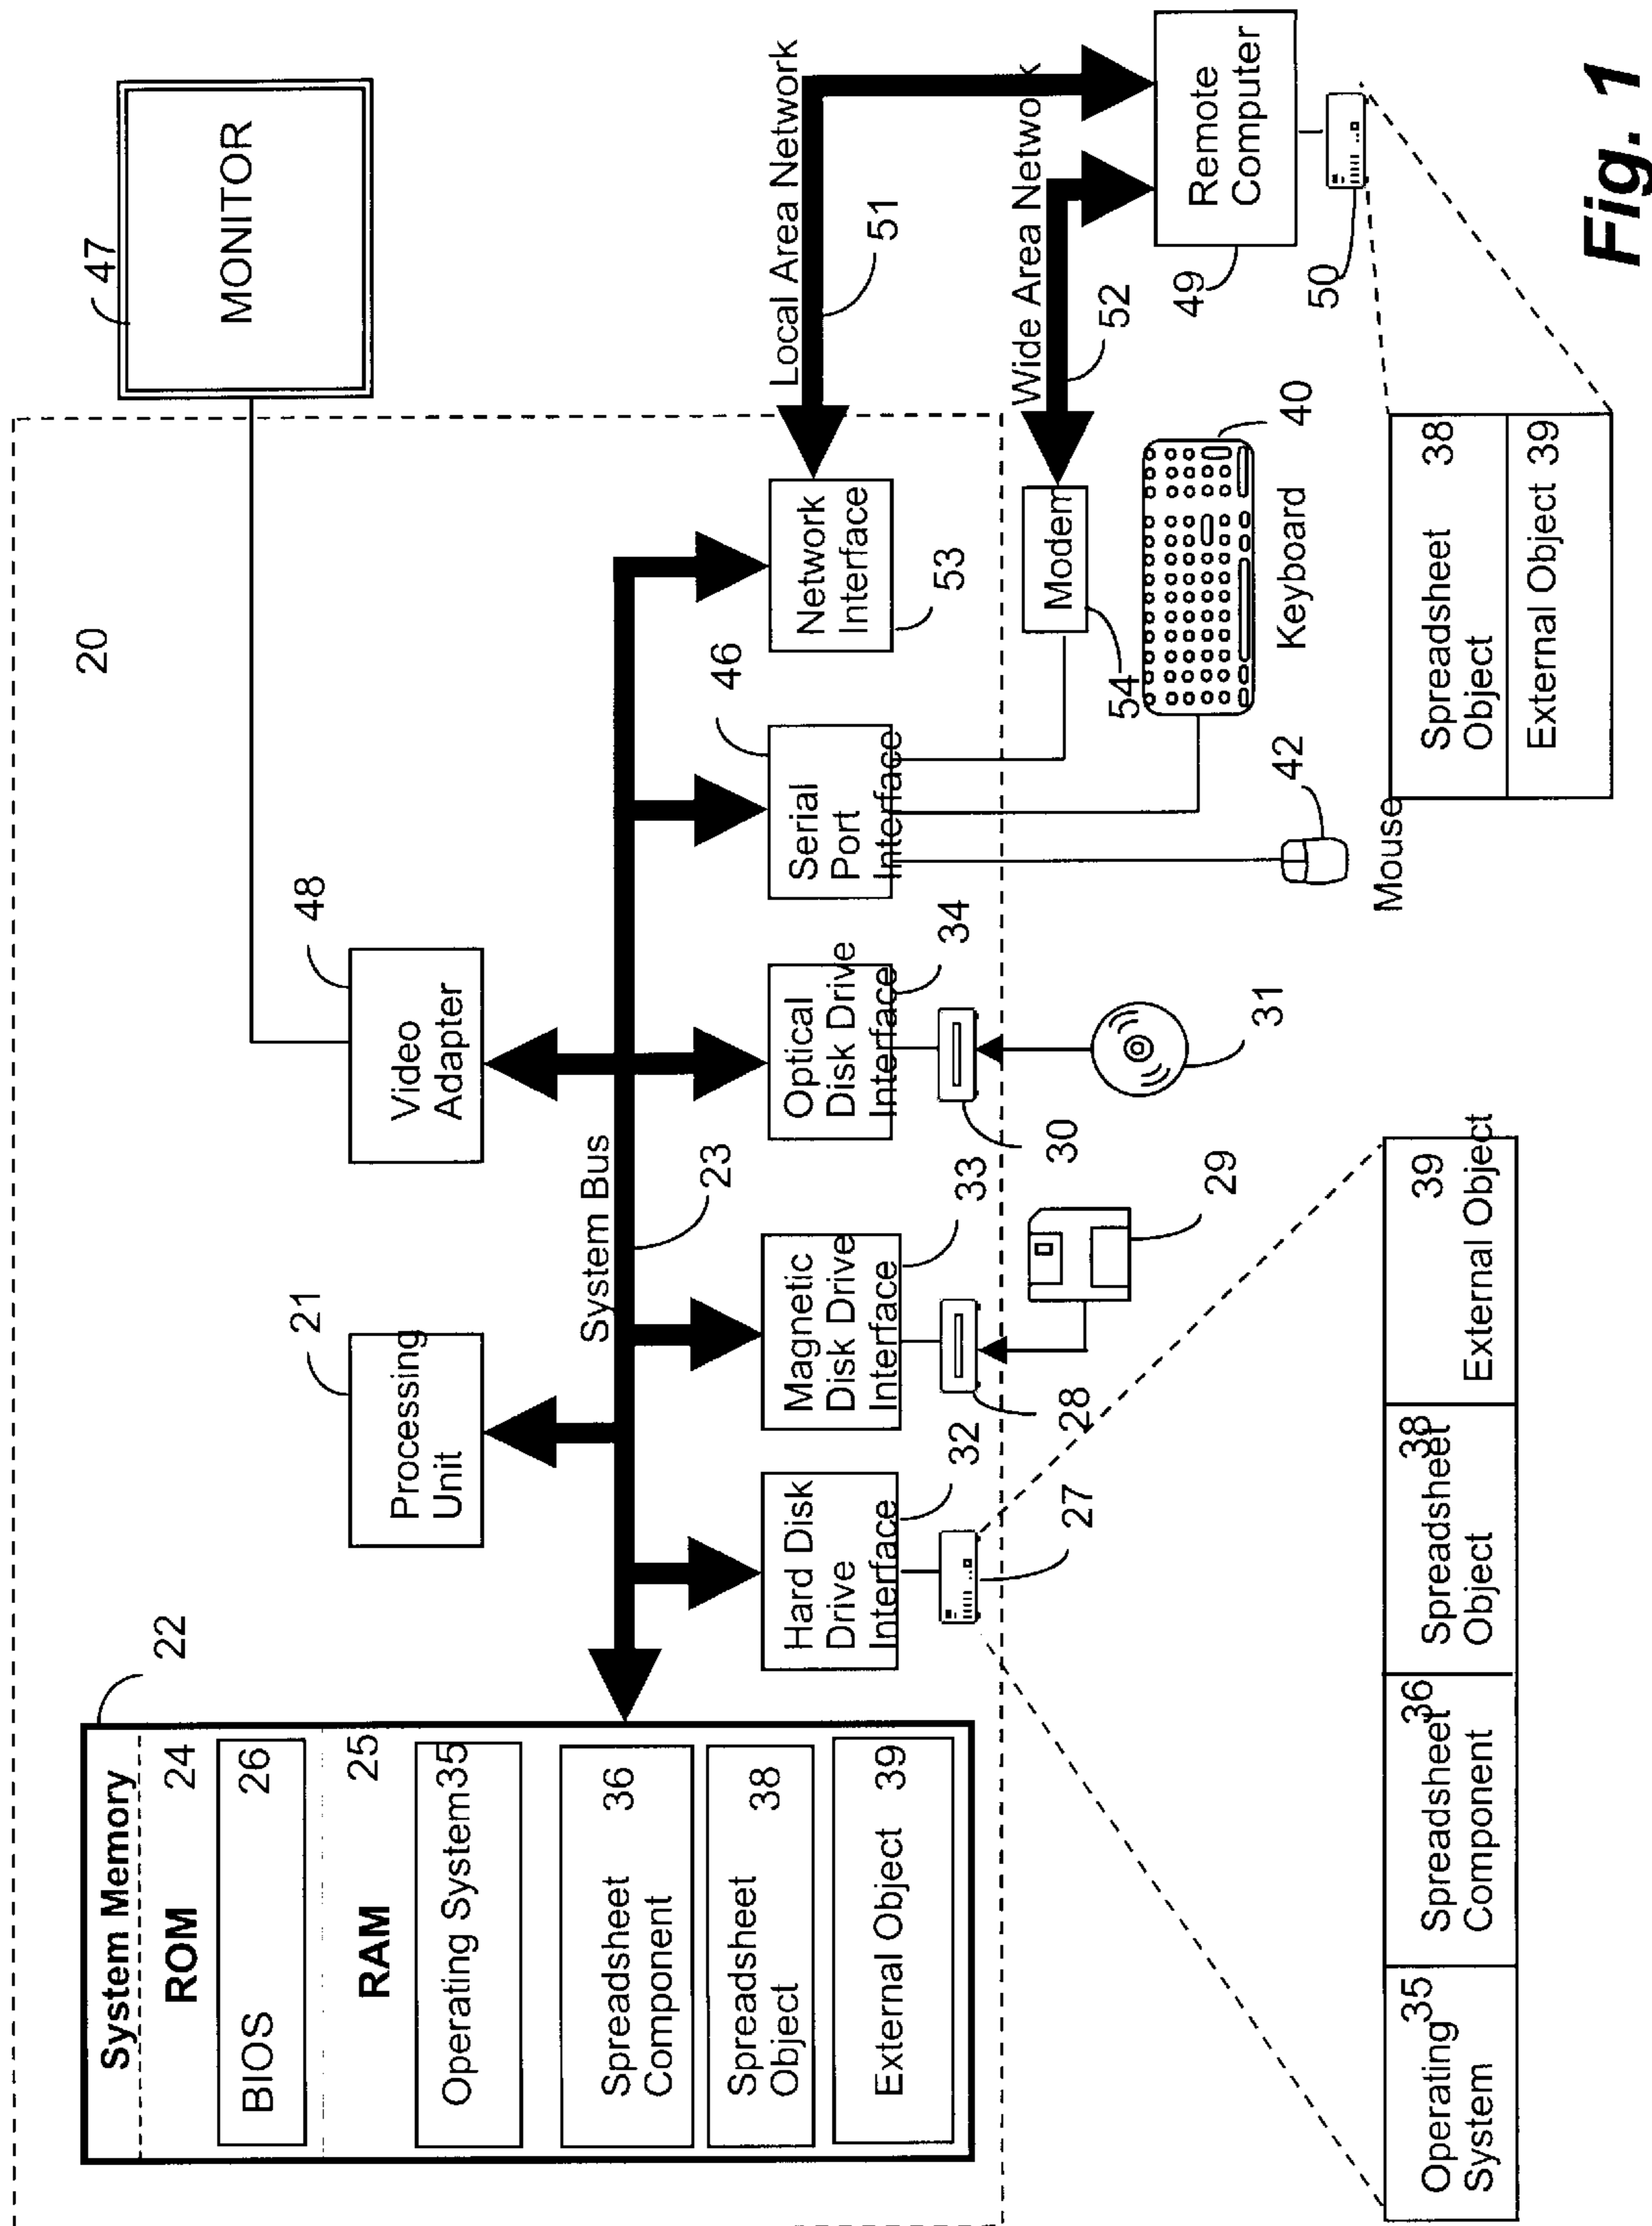 20
System Memory
ROM 24
BIOS 26
RAM 25
Operating System35
Spreadsheet 36
Component
Spreadsheet 38
Object
External Object 39
22
Processing
Unit
21
Video
Adapter
48
MONITOR
47
System Bus
23
Hard Disk
Drive
Interface
32
Magnetic
Disk Drive
Interface
33
Optical
Disk Drive
Interface
34
Serial
Port
Interface
46
Network
Interface
53
Local Area Network
51
27
28
29
30
31
Modem
54
Wide Area Network
52
Keyboard
40
Mouse
42
Remote
Computer
49
50
Operating
System
35
Spreadsheet
Component
36
Spreadsheet
Object
38
External Object
39
Spreadsheet 38
Object
External Object 39
Fig. 1